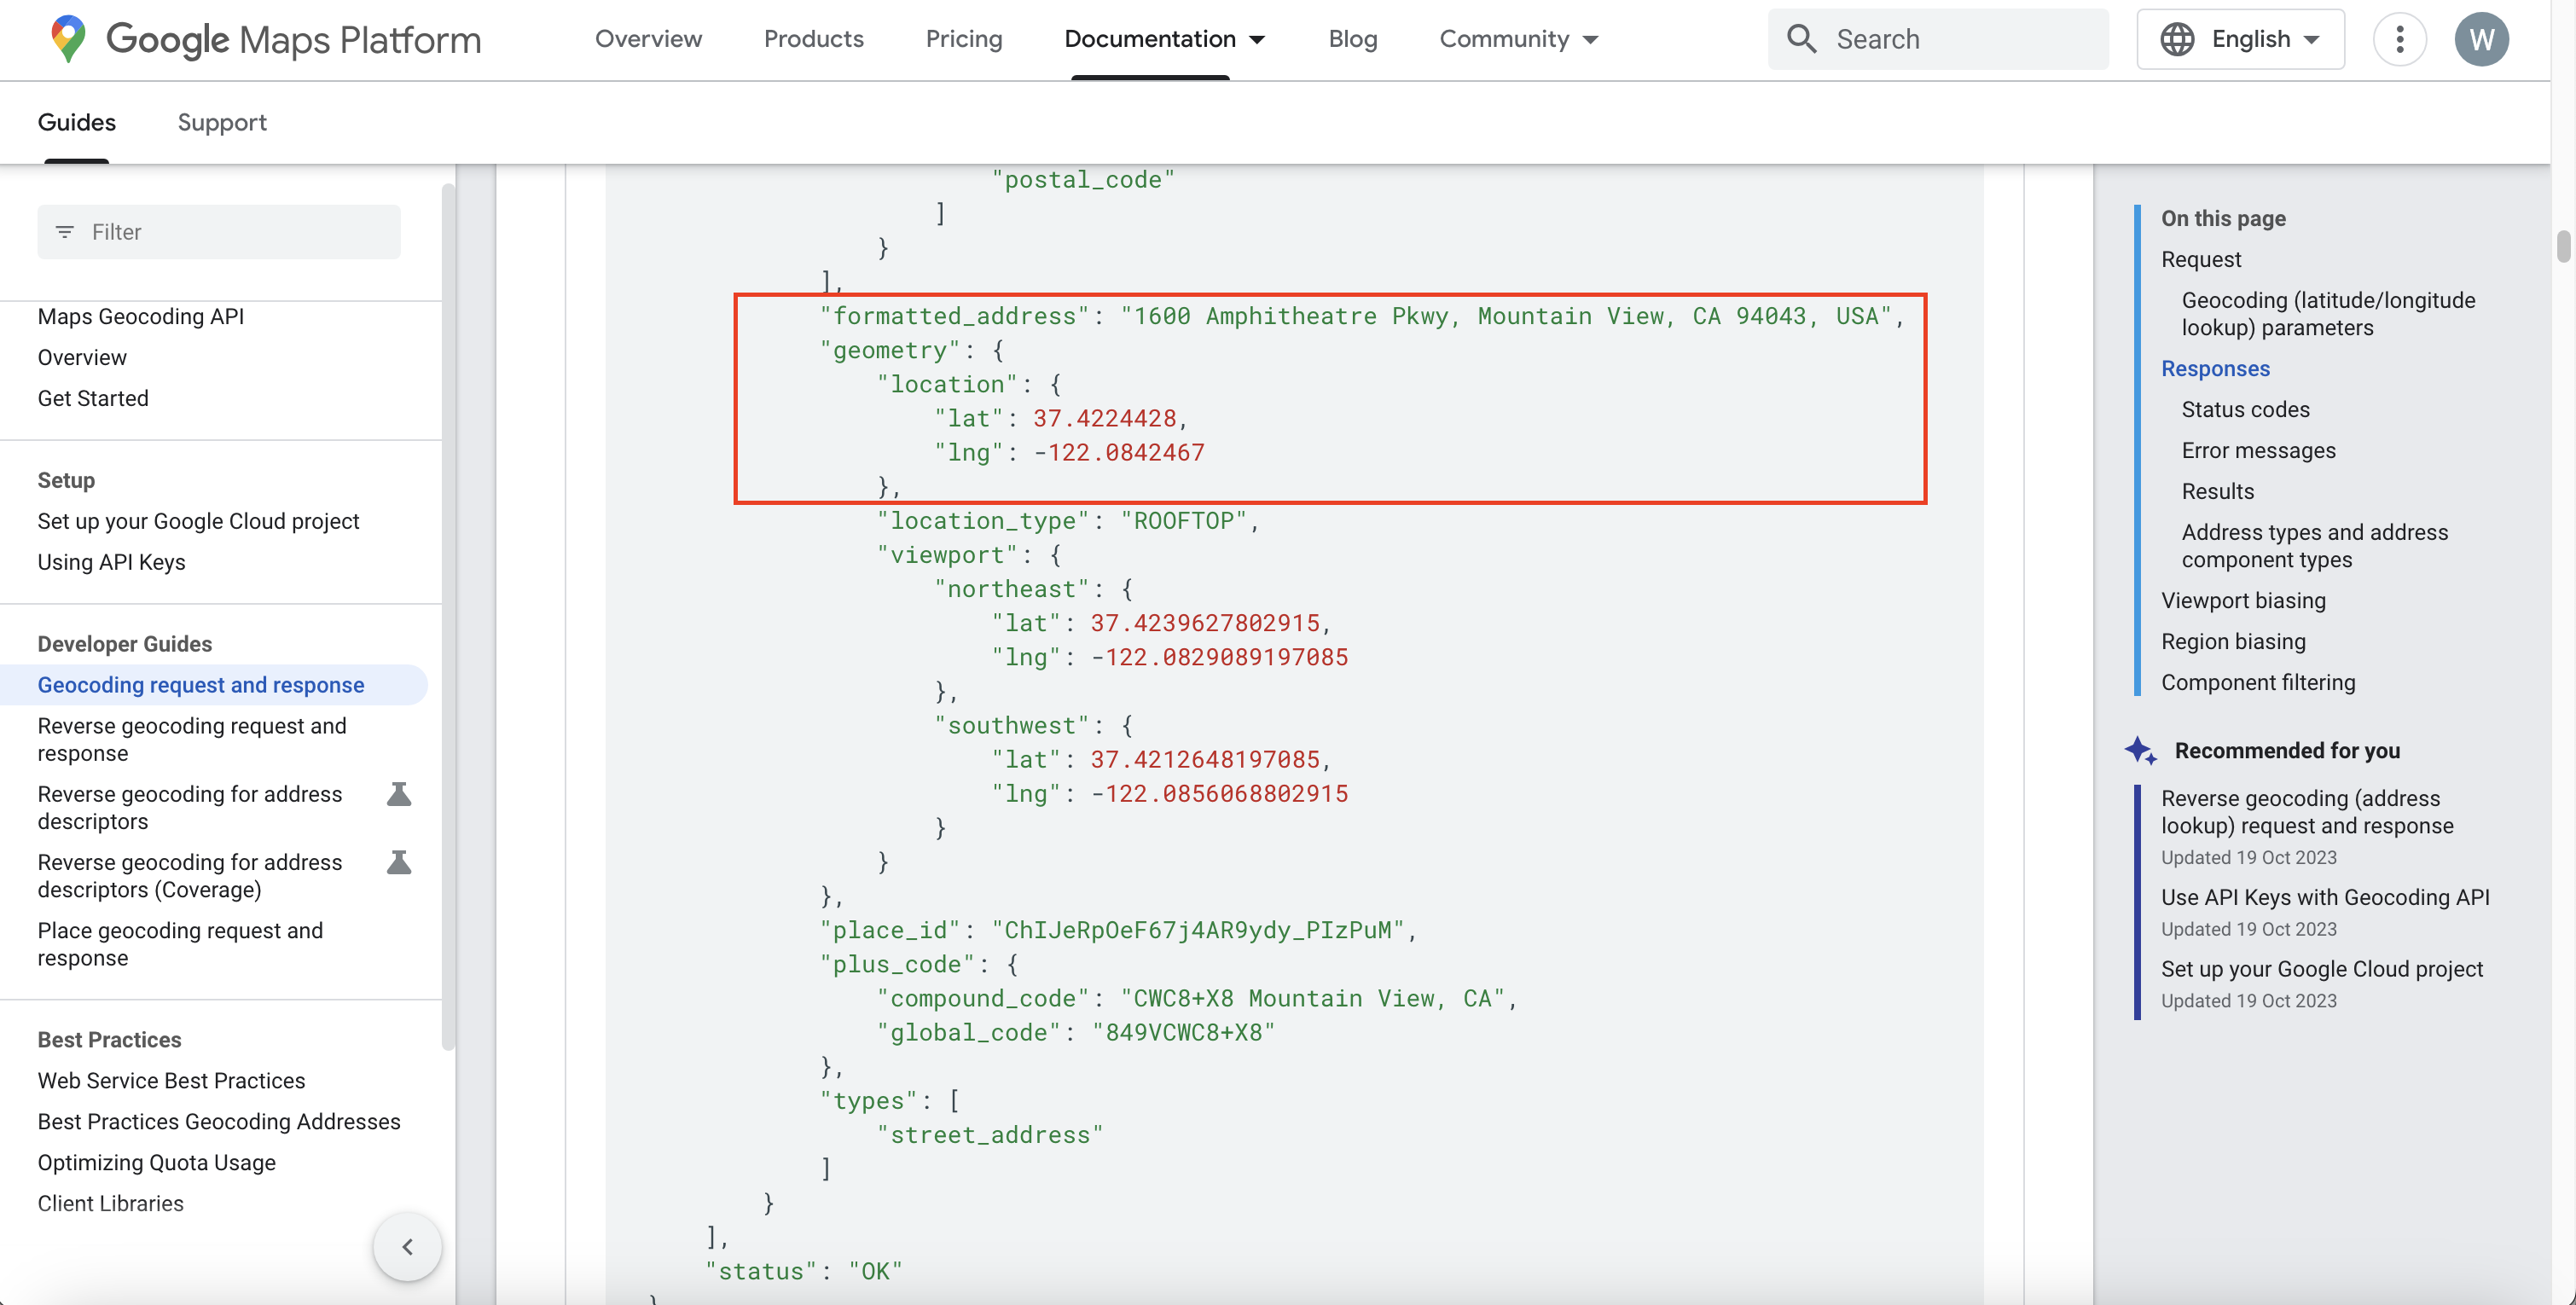 Google Maps Platform
Overview
Products
Pricing
Documentation
Blog
Community
Search
English
W
Guides
Support
Filter
Maps Geocoding API
Overview
Get Started
Setup
Set up your Google Cloud project
Using API Keys
Developer Guides
Geocoding request and response
Reverse geocoding request and
response
Reverse geocoding for address
descriptors
Reverse geocoding for address
descriptors (Coverage)
Place geocoding request and
response
Best Practices
Web Service Best Practices
Best Practices Geocoding Addresses
Optimizing Quota Usage
Client Libraries
"postal_code"
]
}
],
"formatted_address": "1600 Amphitheatre Pkwy, Mountain View, CA 94043, USA",
"geometry": {
"location": {
"lat": 37.4224428,
"lng": -122.0842467
},
"location_type": "ROOFTOP",
"viewport": {
"northeast": {
"lat": 37.4239627802915,
"lng": -122.0829089197085
},
"southwest": {
"lat": 37.4212648197085,
"lng": -122.0856068802915
}
}
},
"place_id": "ChIJeRpOeF67j4AR9ydy_PIzPuM",
"plus_code": {
"compound_code": "CWC8+X8 Mountain View, CA",
"global_code": "849VCWC8+X8"
},
"types": [
"street_address"
]
}
],
"status": "OK"
}
On this page
Request
Geocoding (latitude/longitude
lookup) parameters
Responses
Status codes
Error messages
Results
Address types and address
component types
Viewport biasing
Region biasing
Component filtering
Recommended for you
Reverse geocoding (address
lookup) request and response
Updated 19 Oct 2023
Use API Keys with Geocoding API
Updated 19 Oct 2023
Set up your Google Cloud project
Updated 19 Oct 2023